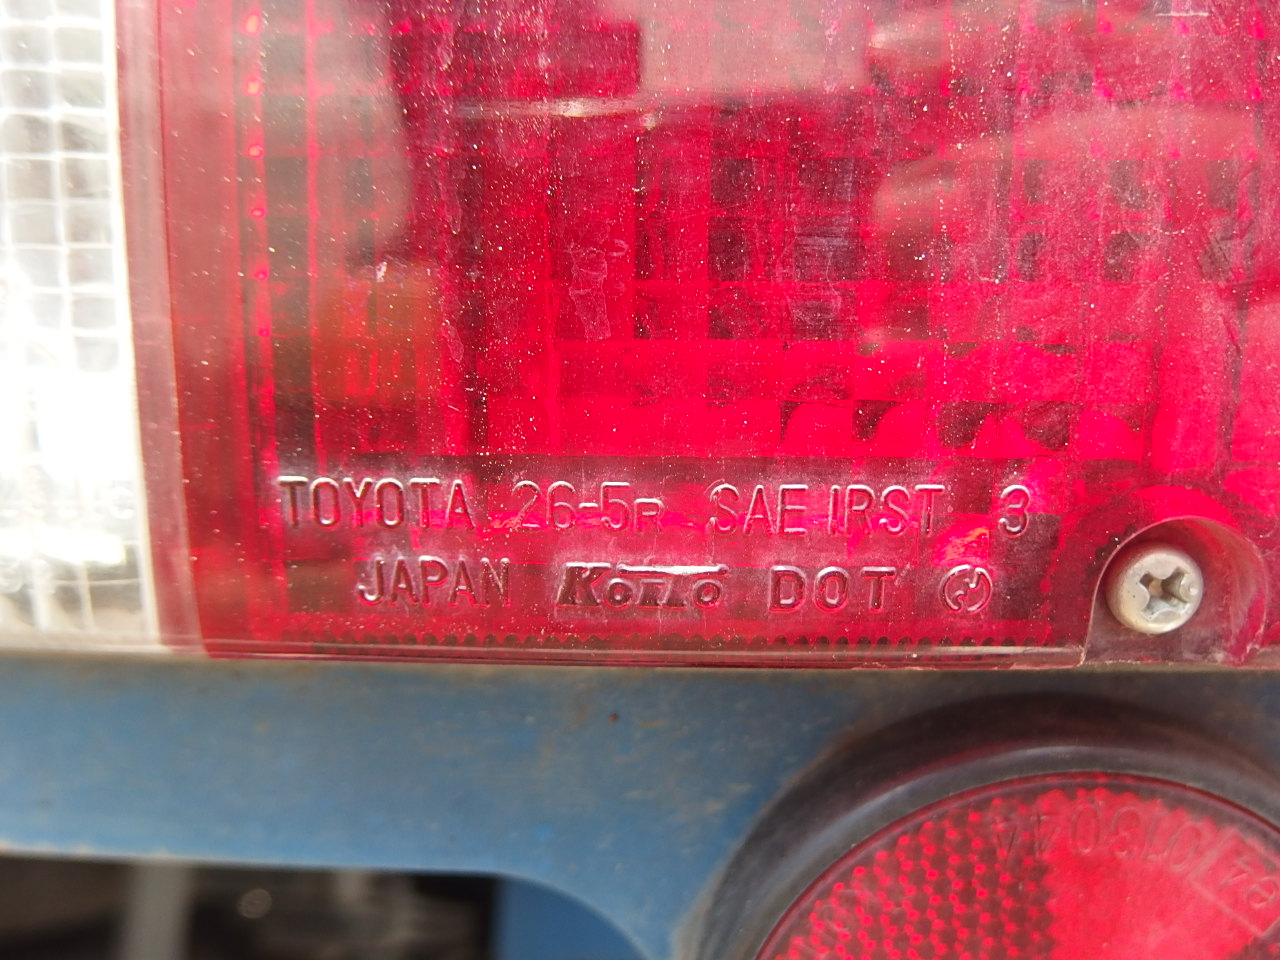 TOYOTA 26-5R SAE IRST 3
JAPAN KoiTo DOT